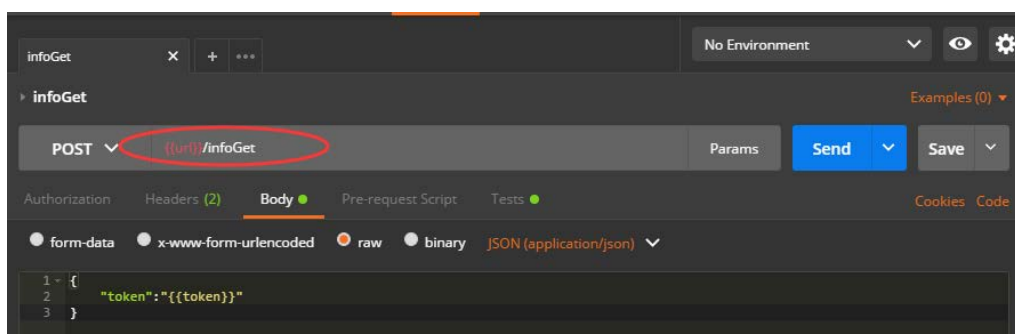 infoGet × + ••• No Environment
infoGet Examples (0)
POST {{url}}/infoGet Params Send Save
Authorization Headers (2) Body Pre-request Script Tests Cookies Code
form-data x-www-form-urlencoded raw binary JSON (application/json)
1 {
2 "token":"{{token}}"
3 }